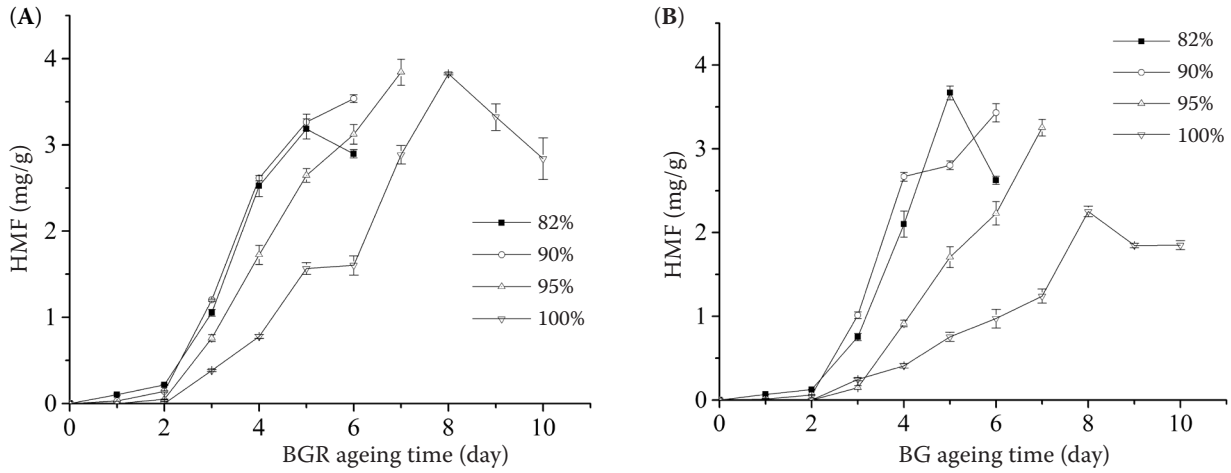 (A)
HMF (mg/g)
4
3
2
1
0
82%
90%
95%
100%
0 2 4 6 8 10
BGR ageing time (day)
(B)
HMF (mg/g)
4
3
2
1
0
82%
90%
95%
100%
0 2 4 6 8 10
BG ageing time (day)